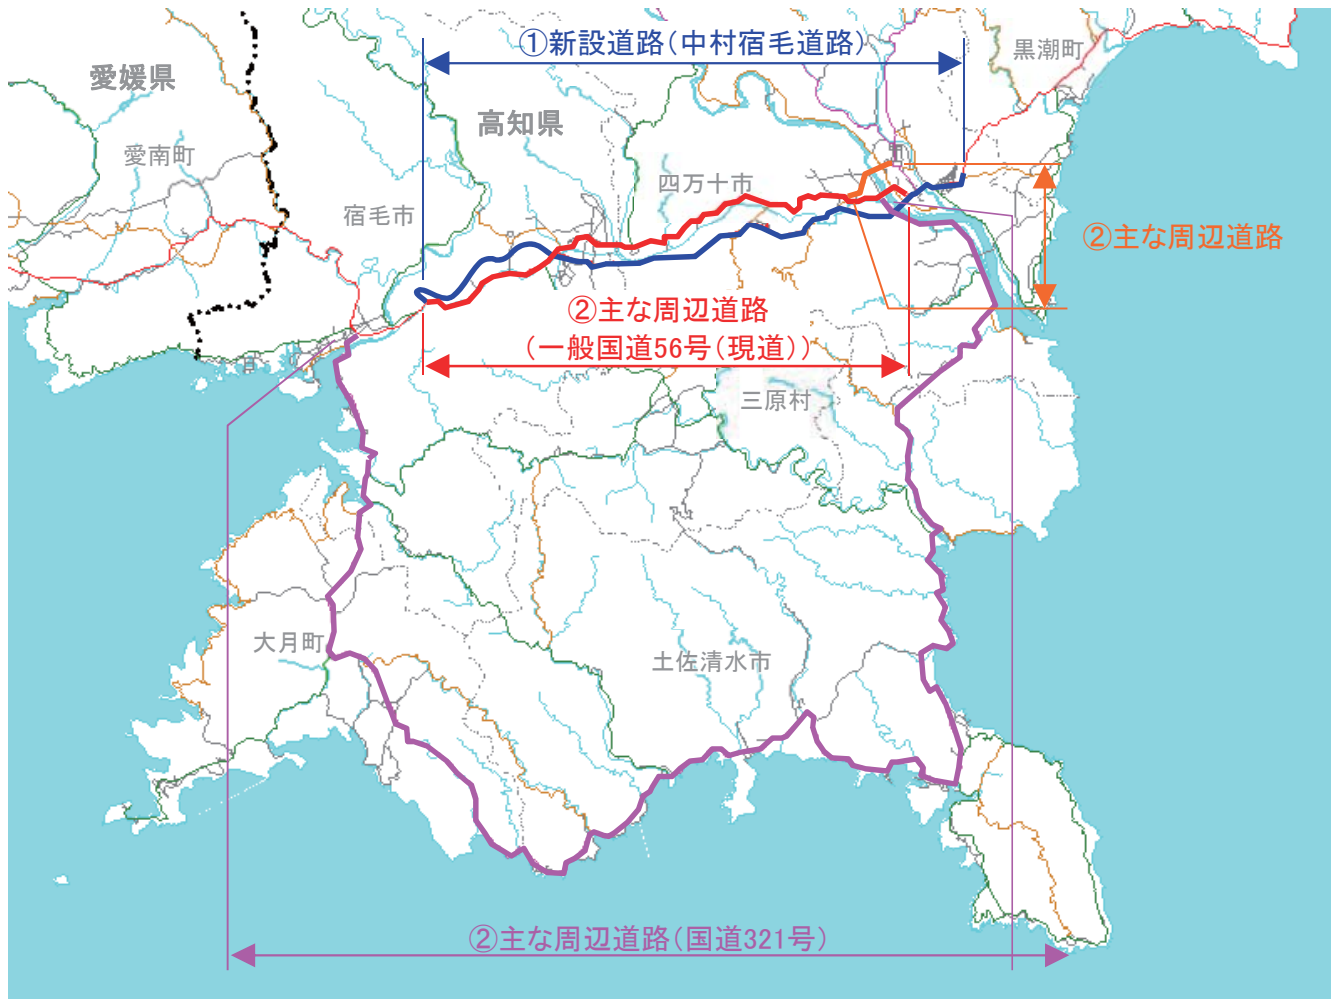 ①新設道路(中村宿毛道路)
黒潮町
愛媛県
高知県
愛南町
四万十市
宿毛市
②主な周辺道路
②主な周辺道路
(一般国道56号(現道))
三原村
大月町
土佐清水市
②主な周辺道路(国道321号)